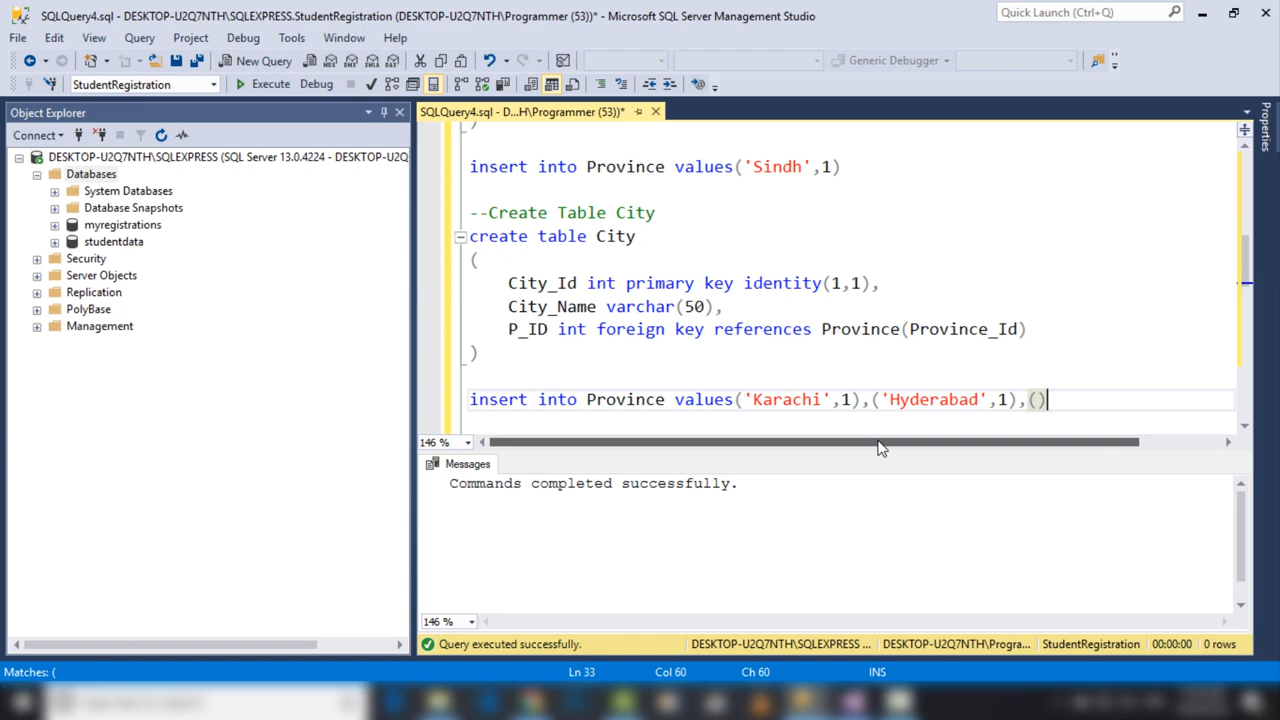 SQLQuery4.sql - DESKTOP-U2Q7NTH\SQLEXPRESS.StudentRegistration (DESKTOP-U2Q7NTH\Programmer (53))* - Microsoft SQL Server Management Studio
Quick Launch (Ctrl+Q)
File Edit View Query Project Debug Tools Window Help
New Query
Generic Debugger
StudentRegistration
Execute Debug
Object Explorer
SQLQuery4.sql - D...H\Programmer (53))*
Properties
Connect
DESKTOP-U2Q7NTH\SQLEXPRESS (SQL Server 13.0.4224 - DESKTOP-U2Q
Databases
System Databases
Database Snapshots
myregistrations
studentdata
Security
Server Objects
Replication
PolyBase
Management
)
insert into Province values('Sindh',1)
--Create Table City
create table City
(
City_Id int primary key identity(1,1),
City_Name varchar(50),
P_ID int foreign key references Province(Province_Id)
)
insert into Province values('Karachi',1),('Hyderabad',1),()
146 %
Messages
Commands completed successfully.
146 %
Query executed successfully.
DESKTOP-U2Q7NTH\SQLEXPRESS ...
DESKTOP-U2Q7NTH\Progra...
StudentRegistration
00:00:00
0 rows
Matches: (
Ln 33
Col 60
Ch 60
INS